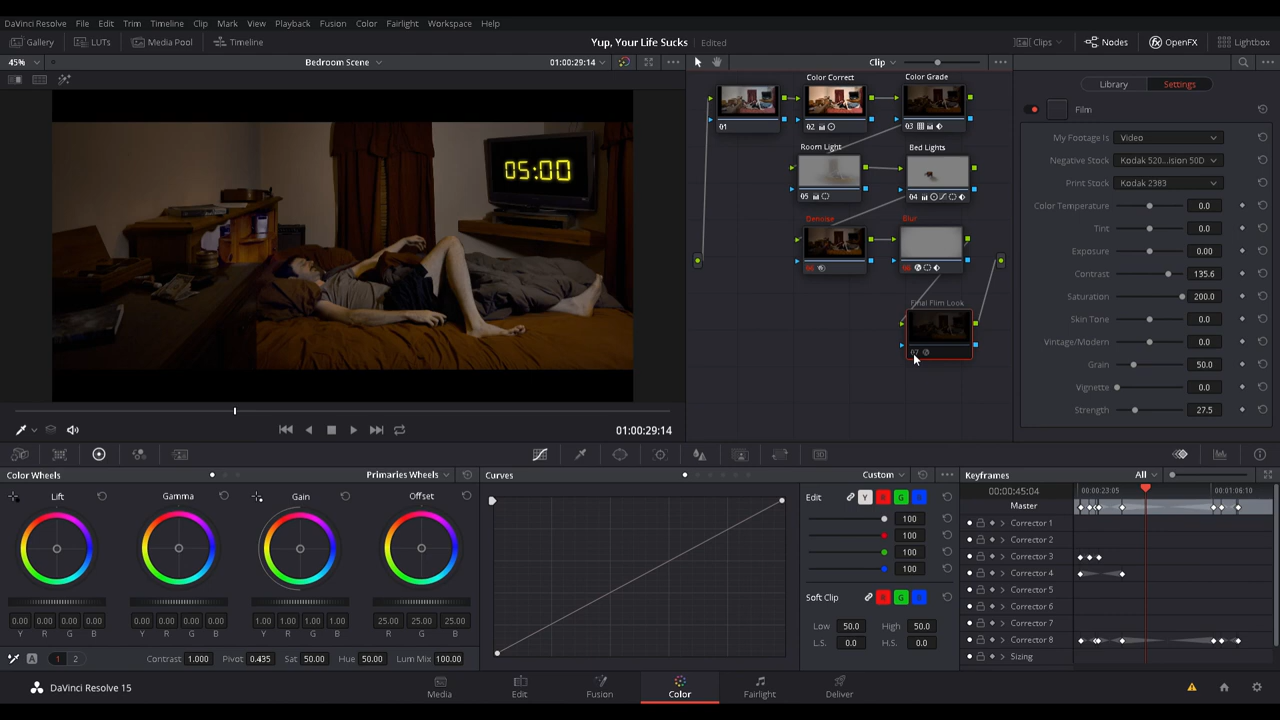 DaVinci Resolve File Edit Trim Timeline Clip Mark View Playback Fusion Color Fairlight Workspace Help
Gallery LUTs Media Pool Timeline Yup, Your Life Sucks Edited Clips Nodes OpenFX Lightbox
45% Bedroom Scene 01:00:29:14 Clip
Library Settings
Film
05:00
Color Correct Color Grade
01 02 03
Room Light Bed Lights
05 04
Denoise Blur
Final Film Look
07
My Footage Is Video
Negative Stock Kodak 520...ision 50D
Print Stock Kodak 2383
Color Temperature 0.0
Tint 0.0
Exposure 0.00
Contrast 135.6
Saturation 200.0
Skin Tone 0.0
Vintage/Modern 0.0
Grain 50.0
Vignette 0.0
Strength 27.5
01:00:29:14
Color Wheels Primaries Wheels
Lift Gamma Gain Offset
0.00 0.00 0.00 0.00 0.00 0.00 0.00 0.00 1.00 1.00 1.00 1.00 25.00 25.00 25.00
Y R G B Y R G B Y R G B R G B
A 1 2 Contrast 1.000 Pivot 0.435 Sat 50.00 Hue 50.00 Lum Mix 100.00
Curves Custom
Edit Y R G B
100
100
100
100
Soft Clip R G B
Low 50.0 High 50.0
L.S. 0.0 H.S. 0.0
Keyframes All
00:00:45:04 00:00:23:05 00:01:06:10
Master
Corrector 1
Corrector 2
Corrector 3
Corrector 4
Corrector 5
Corrector 6
Corrector 7
Corrector 8
Sizing
DaVinci Resolve 15 Media Edit Fusion Color Fairlight Deliver